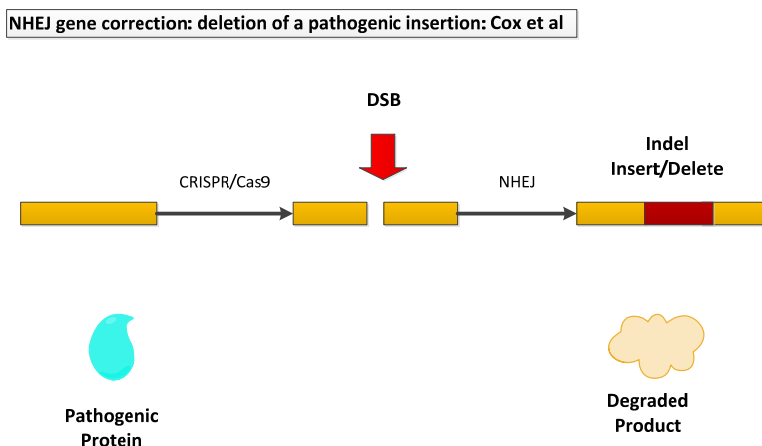 NHEJ gene correction: deletion of a pathogenic insertion: Cox et al
DSB
Indel
Insert/Delete
CRISPR/Cas9
NHEJ
Pathogenic
Protein
Degraded
Product